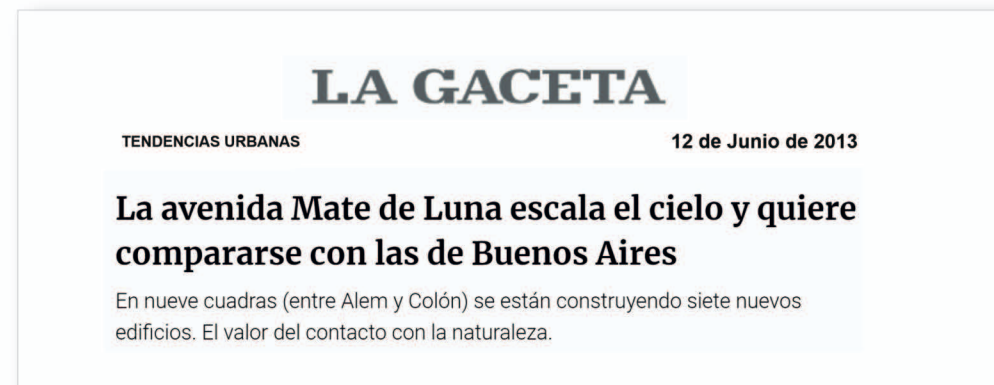 LA GACETA
TENDENCIAS URBANAS
12 de Junio de 2013
La avenida Mate de Luna escala el cielo y quiere
compararse con las de Buenos Aires
En nueve cuadras (entre Alem y Colón) se están construyendo siete nuevos
edificios. El valor del contacto con la naturaleza.